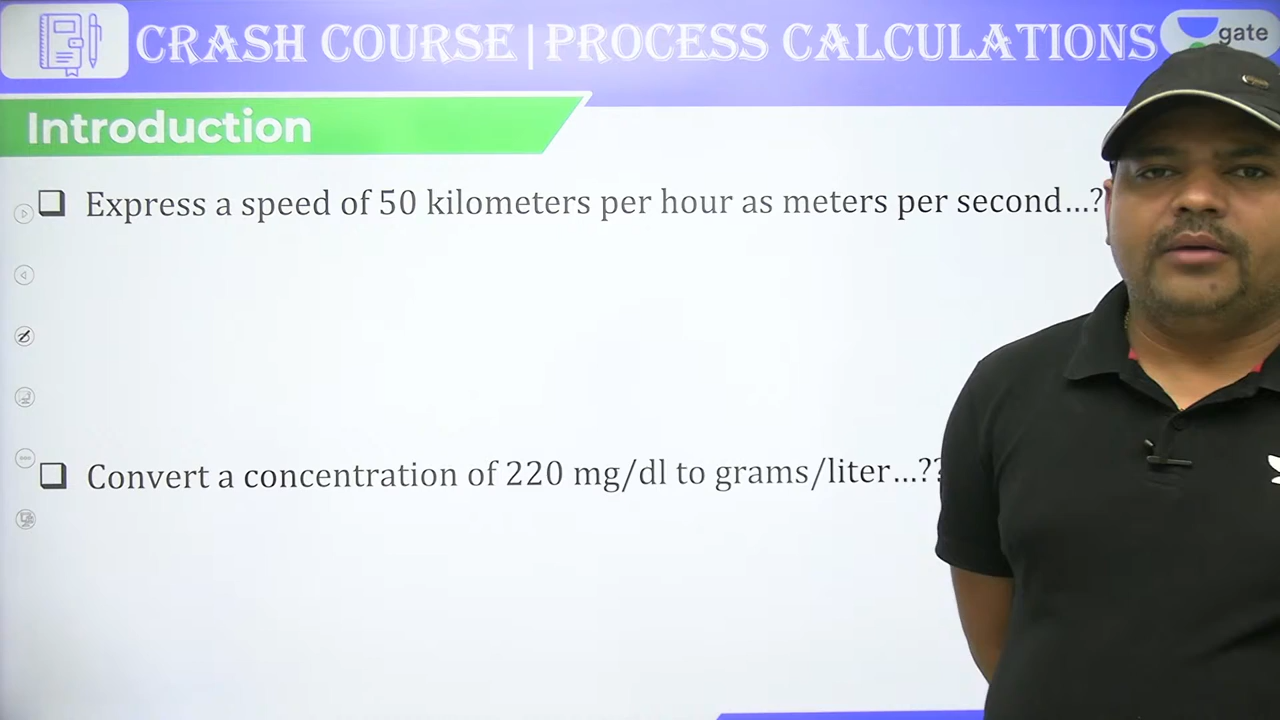 CRASH COURSE|PROCESS CALCULATIONS
gate
Introduction
❑ Express a speed of 50 kilometers per hour as meters per second…?
❑ Convert a concentration of 220 mg/dl to grams/liter…??